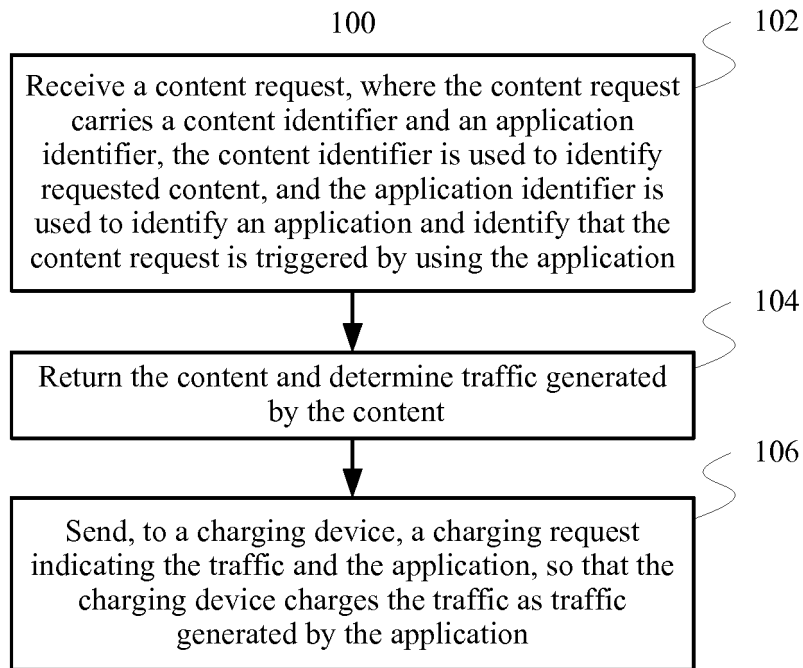 100
102
Receive a content request, where the content request
carries a content identifier and an application
identifier, the content identifier is used to identify
requested content, and the application identifier is
used to identify an application and identify that the
content request is triggered by using the application
104
Return the content and determine traffic generated
by the content
106
Send, to a charging device, a charging request
indicating the traffic and the application, so that the
charging device charges the traffic as traffic
generated by the application